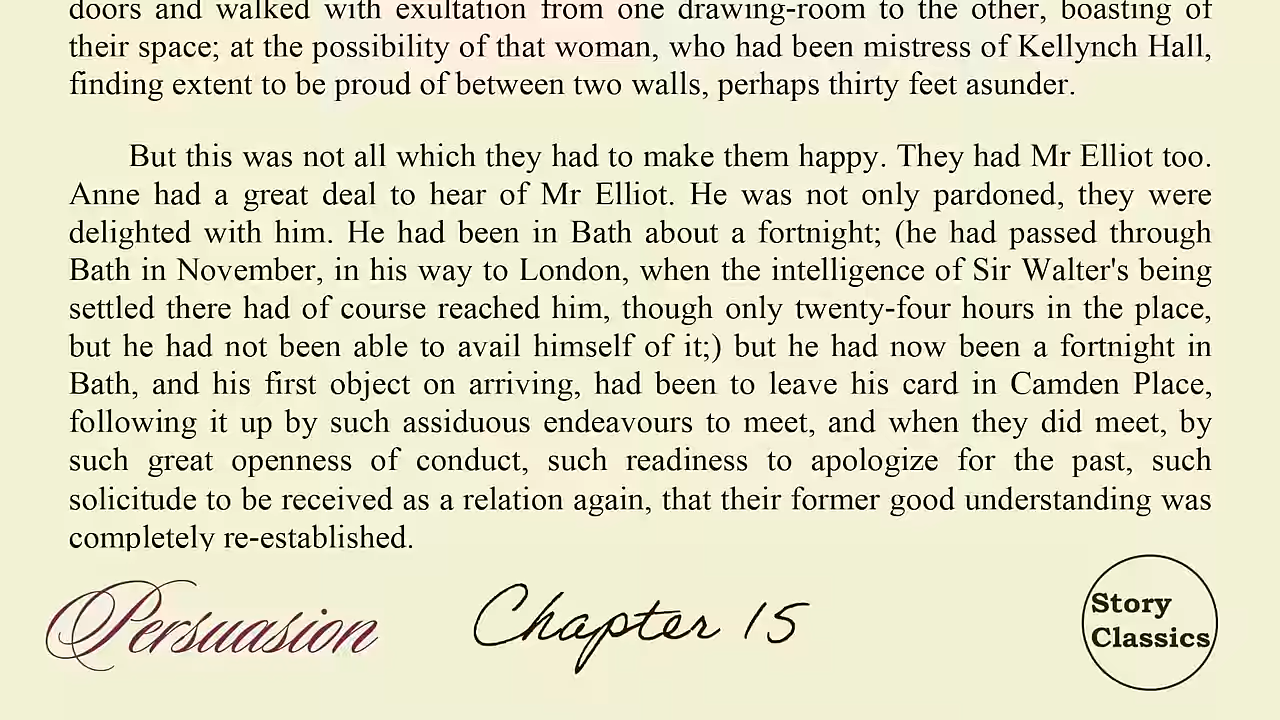 doors and walked with exultation from one drawing-room to the other, boasting of
their space; at the possibility of that woman, who had been mistress of Kellynch Hall,
finding extent to be proud of between two walls, perhaps thirty feet asunder.
But this was not all which they had to make them happy. They had Mr Elliot too.
Anne had a great deal to hear of Mr Elliot. He was not only pardoned, they were
delighted with him. He had been in Bath about a fortnight; (he had passed through
Bath in November, in his way to London, when the intelligence of Sir Walter's being
settled there had of course reached him, though only twenty-four hours in the place,
but he had not been able to avail himself of it;) but he had now been a fortnight in
Bath, and his first object on arriving, had been to leave his card in Camden Place,
following it up by such assiduous endeavours to meet, and when they did meet, by
such great openness of conduct, such readiness to apologize for the past, such
solicitude to be received as a relation again, that their former good understanding was
completely re-established.
Persuasion
Chapter 15
Story
Classics